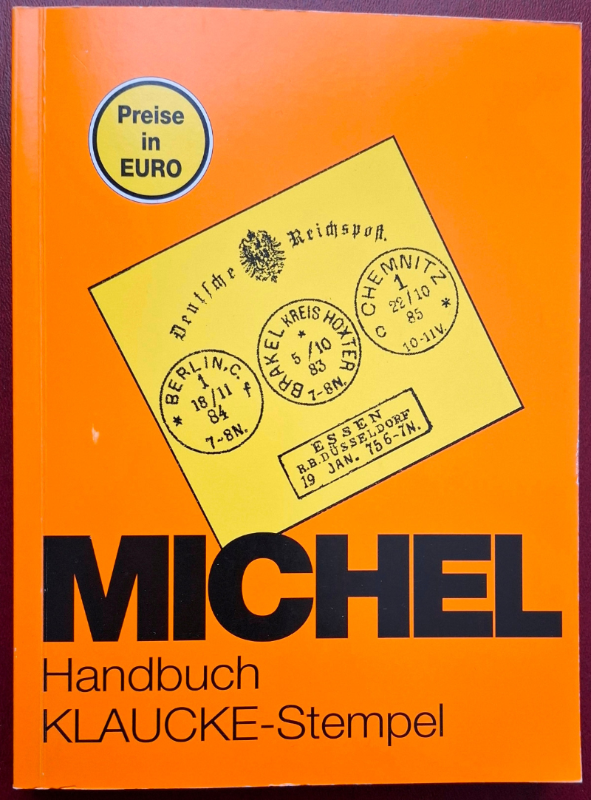 Preise
in
EURO
Deutsche Reichspost.
CHEMNITZ
1
22/10
85
C *
10-11V.
BRAKEL KREIS HÖXTER
*
5/10
83
7-8N.
BERLIN.C.
1
18/11
84
* f
7-8N.
ESSEN
R.B.DÜSSELDORF
19 JAN. 75 6-7N.
MICHEL
Handbuch
KLAUCKE-Stempel